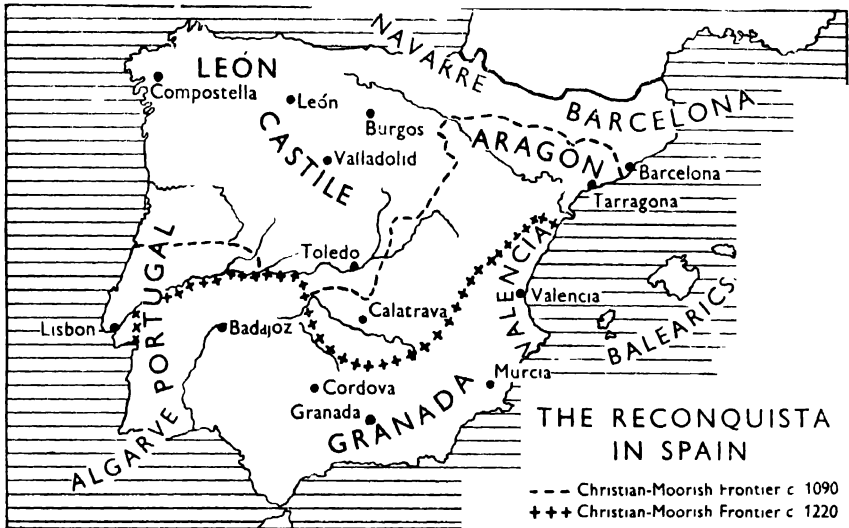 NAVARRE
LEÓN
Compostella
León
Burgos
BARCELONA
CASTILE
ARAGÓN
Valladolid
Barcelona
Tarragona
PORTUGAL
Toledo
VALENCIA
Valencia
Lisbon
Badajoz
Calatrava
BALEARICS
Murcia
Cordova
Granada
GRANADA
ALGARVE
THE RECONQUISTA
IN SPAIN
--- Christian-Moorish Frontier c 1090
+++ Christian-Moorish Frontier c 1220